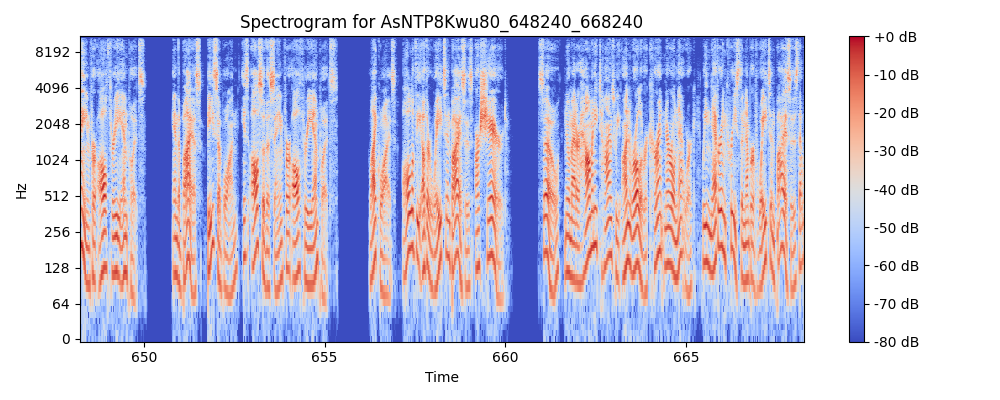 Spectrogram for AsNTP8Kwu80_648240_668240
8192
4096
2048
1024
512
256
128
64
0
Hz
650
655
660
665
Time
+0 dB
-10 dB
-20 dB
-30 dB
-40 dB
-50 dB
-60 dB
-70 dB
-80 dB